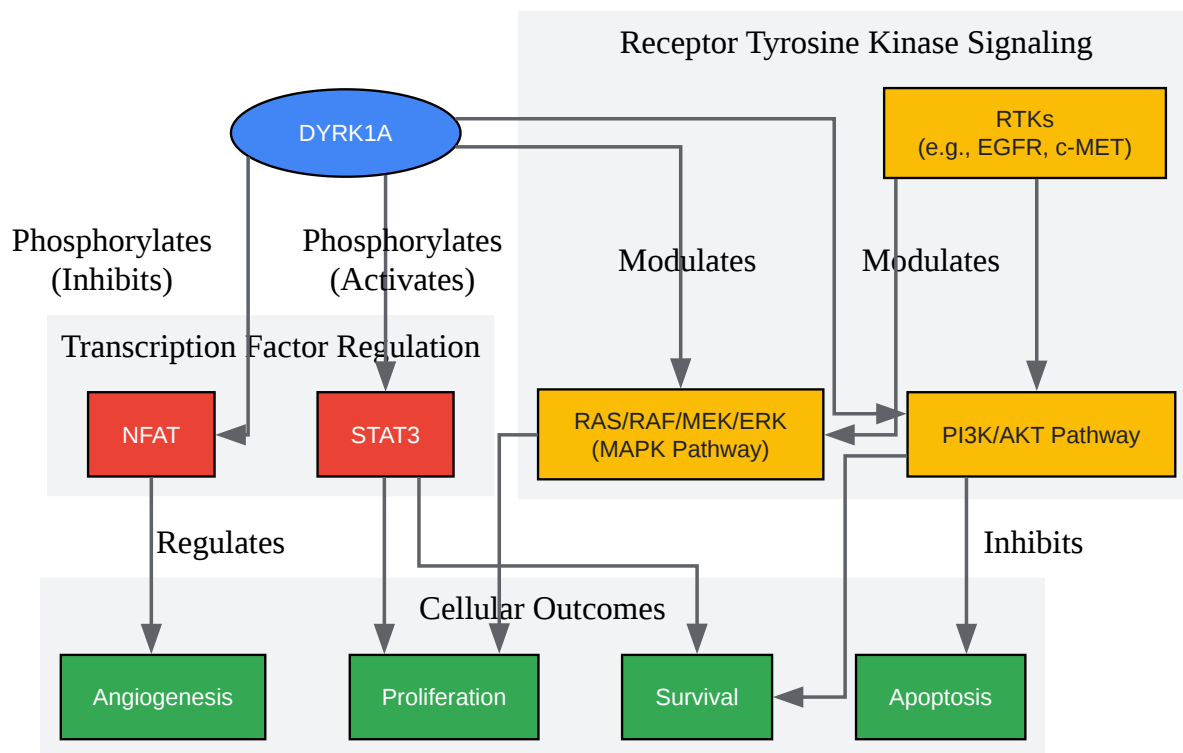 Receptor Tyrosine Kinase Signaling
DYRK1A
RTKs
(e.g., EGFR, c-MET)
Phosphorylates
(Inhibits)
Phosphorylates
(Activates)
Modulates
Modulates
Transcription Factor Regulation
NFAT
STAT3
RAS/RAF/MEK/ERK
(MAPK Pathway)
PI3K/AKT Pathway
Regulates
Inhibits
Cellular Outcomes
Angiogenesis
Proliferation
Survival
Apoptosis